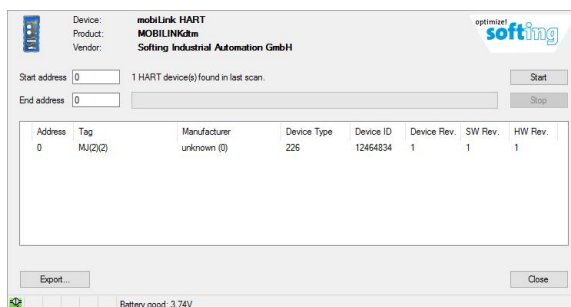 Device: mobiLink HART
Product: MOBILINKdtm
Vendor: Softing Industrial Automation GmbH
optimize!
softing
Start address 0 1 HART device(s) found in last scan. Start
End address 0 Stop
Address Tag Manufacturer Device Type Device ID Device Rev. SW Rev. HW Rev.
0 MJ(2)(2) unknown (0) 226 12464834 1 1 1
Export... Close
Battery good: 3.74V